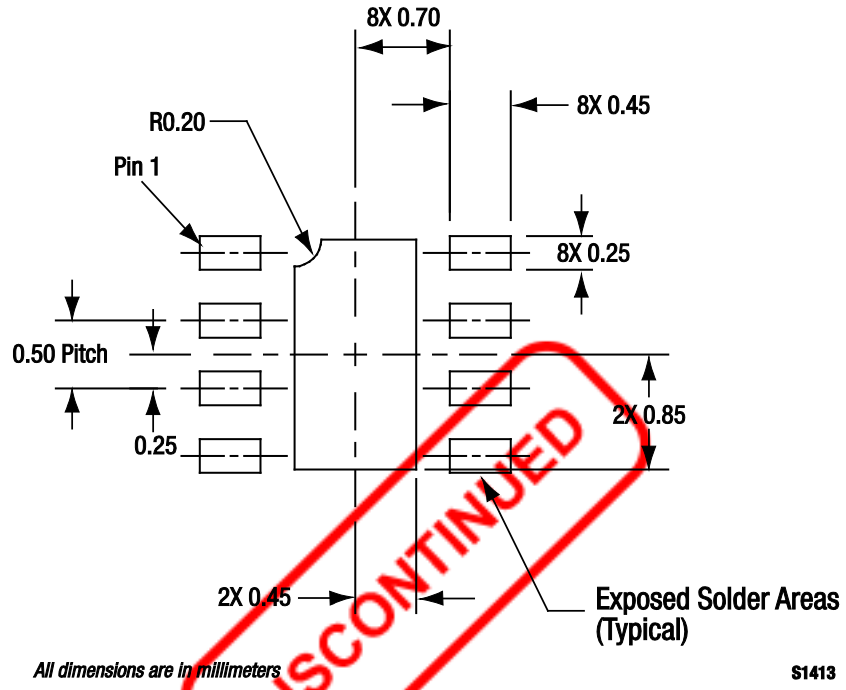 8X 0.70
8X 0.45
R0.20
Pin 1
8X 0.25
0.50 Pitch
2X 0.85
0.25
2X 0.45
Exposed Solder Areas
(Typical)
All dimensions are in millimeters
S1413